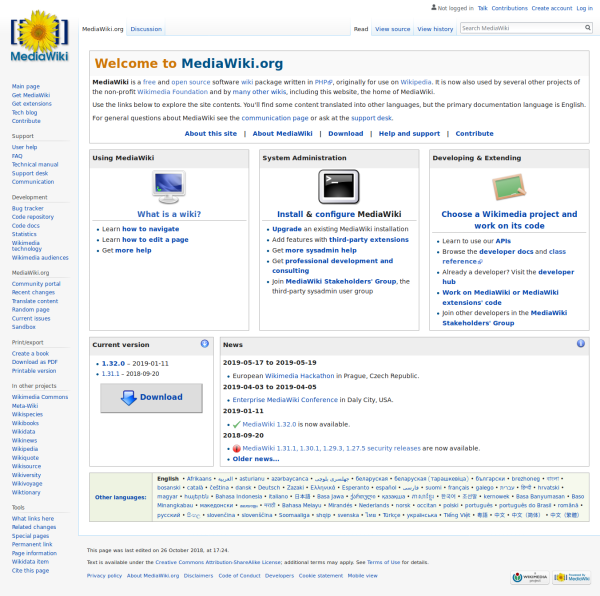 Not logged in Talk Contributions Create account Log in
MediaWiki.org Discussion Read View source View history Search MediaWiki
MediaWiki
Welcome to MediaWiki.org
MediaWiki is a free and open source software wiki package written in PHP, originally for use on Wikipedia. It is now also used by several other projects of
the non-profit Wikimedia Foundation and by many other wikis, including this website, the home of MediaWiki.
Use the links below to explore the site contents. You'll find some content translated into other languages, but the primary documentation language is English.
For general questions about MediaWiki see the communication page or ask at the support desk.
About this site | About MediaWiki | Download | Help and support | Contribute
Main page
Get MediaWiki
Get extensions
Tech blog
Contribute
Support
User help
FAQ
Technical manual
Support desk
Communication
Development
Bug tracker
Code repository
Code docs
Statistics
Wikimedia
technology
Wikimedia audiences
MediaWiki.org
Community portal
Recent changes
Translate content
Random page
Current issues
Sandbox
Print/export
Create a book
Download as PDF
Printable version
In other projects
Wikimedia Commons
Meta-Wiki
Wikispecies
Wikibooks
Wikidata
Wikinews
Wikipedia
Wikiquote
Wikisource
Wikiversity
Wikivoyage
Wiktionary
Tools
What links here
Related changes
Special pages
Permanent link
Page information
Wikidata item
Cite this page
Using MediaWiki
What is a wiki?
• Learn how to navigate
• Learn how to edit a page
• Get more help
System Administration
Install & configure MediaWiki
• Upgrade an existing MediaWiki installation
• Add features with third-party extensions
• Get more sysadmin help
• Get professional development and
consulting
• Join MediaWiki Stakeholders' Group, the
third-party sysadmin user group
Developing & Extending
Choose a Wikimedia project and
work on its code
• Learn to use our APIs
• Browse the developer docs and class
reference
• Already a developer? Visit the developer
hub
• Work on MediaWiki or MediaWiki
extensions' code
• Join other developers in the MediaWiki
Stakeholders' Group
Current version
• 1.32.0 – 2019-01-11
• 1.31.1 – 2018-09-20
Download
News
2019-05-17 to 2019-05-19
• European Wikimedia Hackathon in Prague, Czech Republic.
2019-04-03 to 2019-04-05
• Enterprise MediaWiki Conference in Daly City, USA.
2019-01-11
• MediaWiki 1.32.0 is now available.
2018-09-20
• MediaWiki 1.31.1, 1.30.1, 1.29.3, 1.27.5 security releases are now available.
• Older news...
Other languages:
English • Afrikaans • العربية • asturianu • azərbaycanca • جهلسری بلوچی • беларуская • беларуская (тарашкевіца) • български • brezhoneg • বাংলা •
bosanski • català • čeština • dansk • Deutsch • Zazaki • Ελληνικά • Esperanto • español • فارسی • suomi • français • galego • עברית • हिन्दी • hrvatski •
magyar • հայերեն • Bahasa Indonesia • italiano • 日本語 • Basa Jawa • ქართული • қазақша • ភាសាខ្មែរ • 한국어 • 조선말 • kernowek • Basa Banyumasan • Baso
Minangkabau • македонски • മലയാളം • मराठी • Bahasa Melayu • Mirandés • Nederlands • norsk • occitan • polski • português • português do Brasil • română •
русский • සිංහල • slovenčina • slovenščina • Soomaaliga • shqip • svenska • ไทย • Türkçe • українська • Tiếng Việt • 粵語 • 中文 • 中文（简体） • 中文（繁體）
This page was last edited on 26 October 2018, at 17:24.
Text is available under the Creative Commons Attribution-ShareAlike License; additional terms may apply. See Terms of Use for details.
Privacy policy About MediaWiki.org Disclaimers Code of Conduct Developers Cookie statement Mobile view
WIKIMEDIA
project
Powered by
MediaWiki